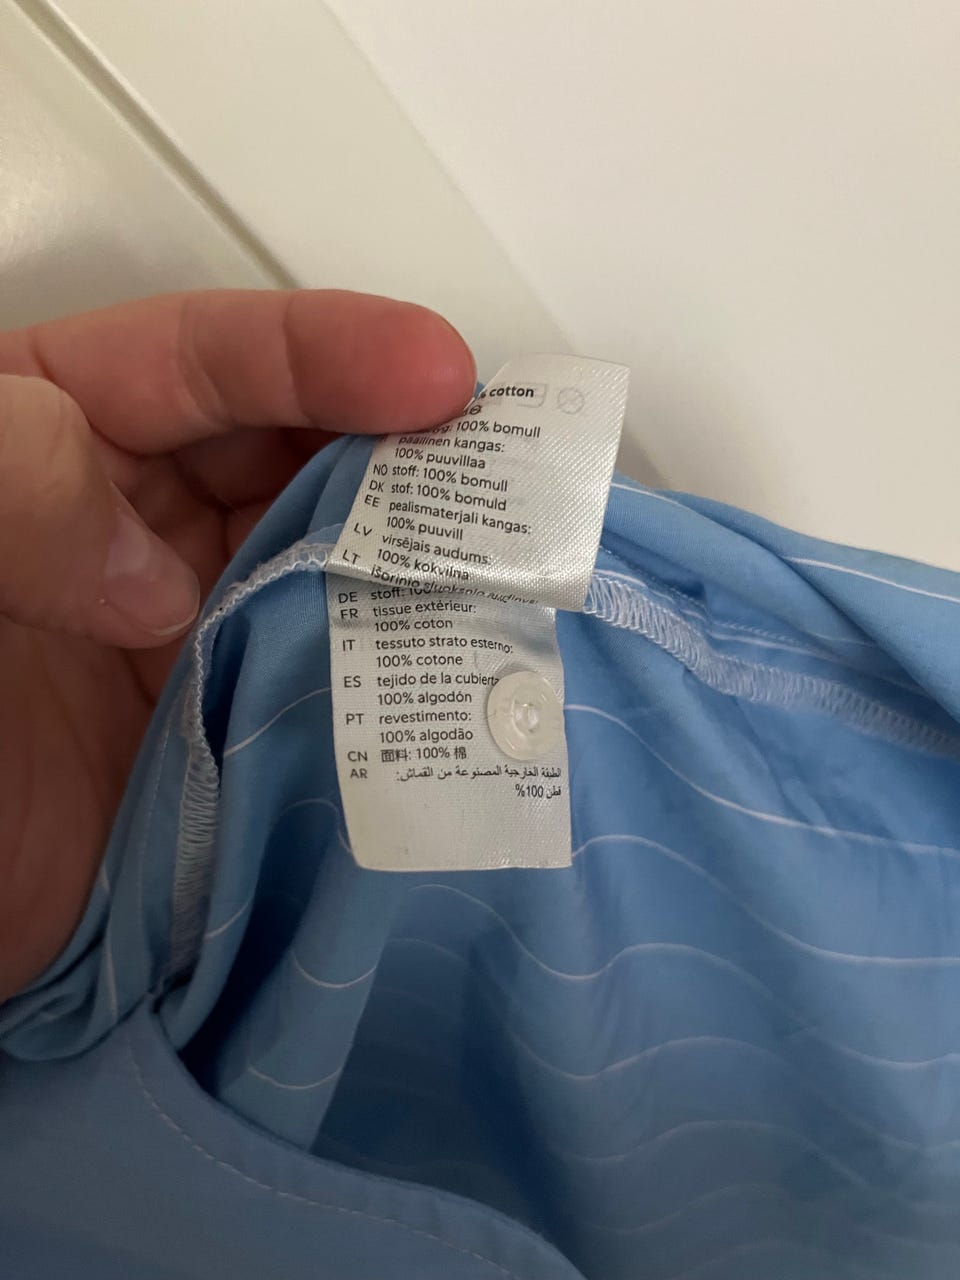 cotton
100% bomull
päällinen kangas:
100% puuvillaa
NO stoff: 100% bomull
DK stof: 100% bomuld
EE pealismaterjali kangas:
100% puuvill
LV virsējais audums:
100% kokvilna
LT išorinio sluoksnio
DE stoff:
FR tissue extérieur:
100% coton
IT tessuto strato esterno:
100% cotone
ES tejido de la cubierta
100% algodón
PT revestimento:
100% algodão
CN 面料: 100% 棉
AR الطبقة الخارجية المصنوعة من القماش:
قطن 100%